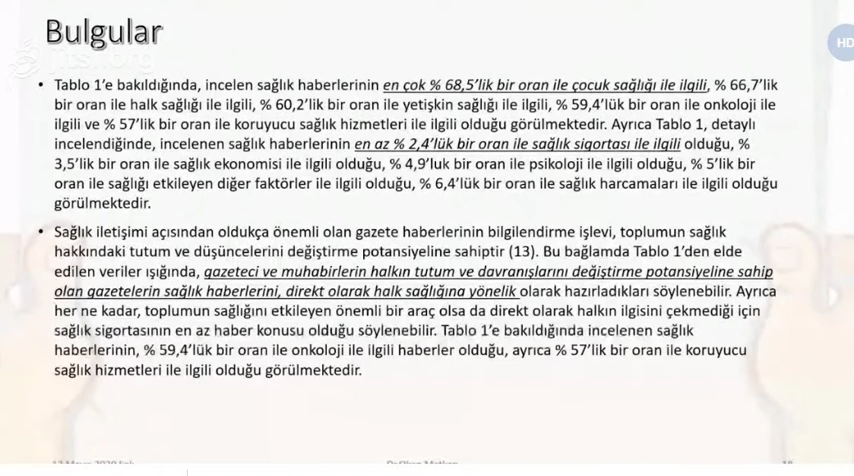 Bulgular
HD
• Tablo 1'e bakıldığında, incelen sağlık haberlerinin en çok % 68,5'lik bir oran ile çocuk sağlığı ile ilgili, % 66,7'lik
bir oran ile halk sağlığı ile ilgili, % 60,2'lik bir oran ile yetişkin sağlığı ile ilgili, % 59,4'lük bir oran ile onkoloji ile
ilgili ve % 57'lik bir oran ile koruyucu sağlık hizmetleri ile ilgili olduğu görülmektedir. Ayrıca Tablo 1, detaylı
incelendiğinde, incelenen sağlık haberlerinin en az % 2,4'lük bir oran ile sağlık sigortası ile ilgili olduğu, %
3,5'lik bir oran ile sağlık ekonomisi ile ilgili olduğu, % 4,9'luk bir oran ile psikoloji ile ilgili olduğu, % 5'lik bir
oran ile sağlığı etkileyen diğer faktörler ile ilgili olduğu, % 6,4'lük bir oran ile sağlık harcamaları ile ilgili olduğu
görülmektedir.
• Sağlık iletişimi açısından oldukça önemli olan gazete haberlerinin bilgilendirme işlevi, toplumun sağlık
hakkındaki tutum ve düşüncelerini değiştirme potansiyeline sahiptir (13). Bu bağlamda Tablo 1'den elde
edilen veriler ışığında, gazeteci ve muhabirlerin halkın tutum ve davranışlarını değiştirme potansiyeline sahip
olan gazetelerin sağlık haberlerini, direkt olarak halk sağlığına yönelik olarak hazırladıkları söylenebilir. Ayrıca
her ne kadar, toplumun sağlığını etkileyen önemli bir araç olsa da direkt olarak halkın ilgisini çekmediği için
sağlık sigortasının en az haber konusu olduğu söylenebilir. Tablo 1'e bakıldığında incelenen sağlık
haberlerinin, % 59,4'lük bir oran ile onkoloji ile ilgili haberler olduğu, ayrıca % 57'lik bir oran ile koruyucu
sağlık hizmetleri ile ilgili olduğu görülmektedir.